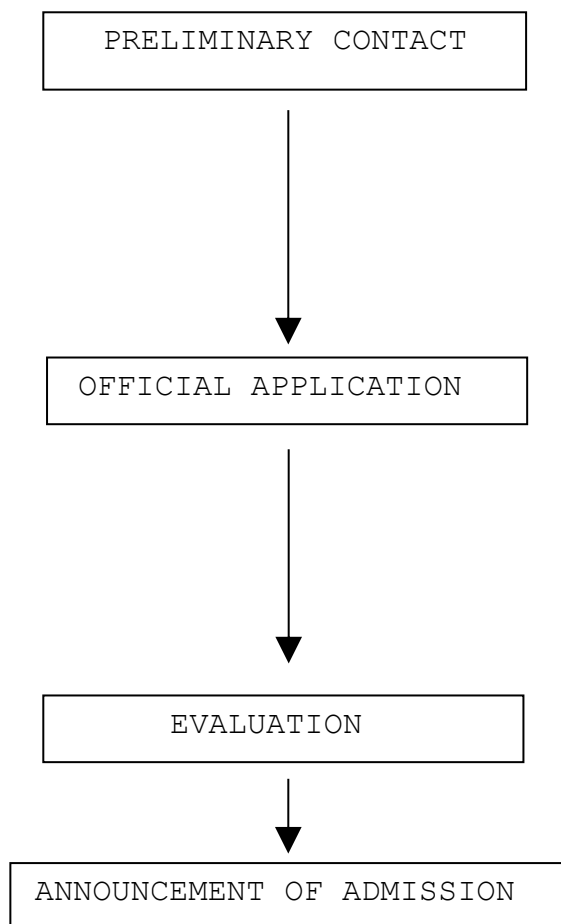 PRELIMINARY CONTACT
OFFICIAL APPLICATION
EVALUATION
ANNOUNCEMENT OF ADMISSION